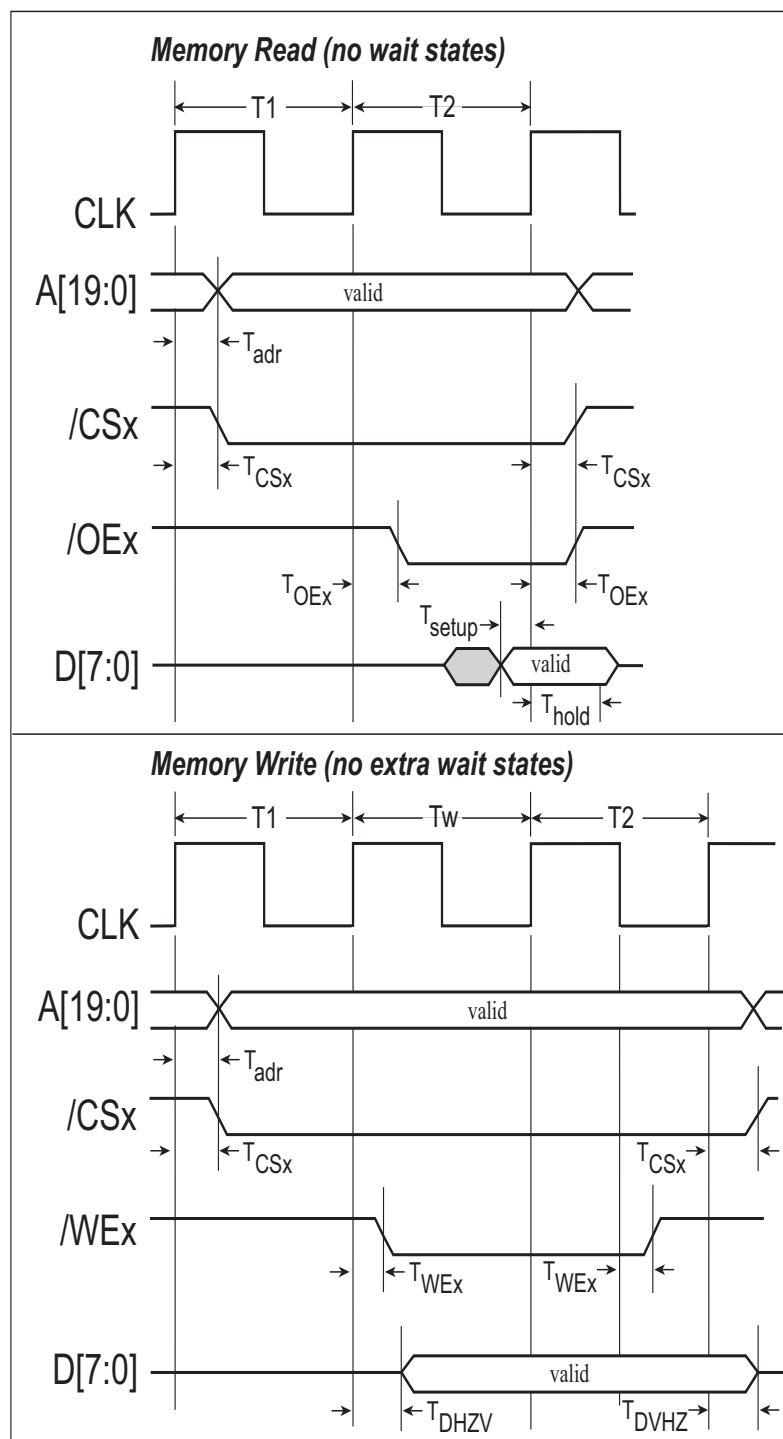 Memory Read (no wait states)
T1 T2
CLK
A[19:0] valid
Tadr
/CSx
TCSx TCSx
/OEx
TOEx TOEx
Tsetup
D[7:0] valid
Thold
Memory Write (no extra wait states)
T1 Tw T2
CLK
A[19:0] valid
Tadr
/CSx
TCSx TCSx
/WEx
TWEx TWEx
D[7:0] valid
TDHZV TDVHZ